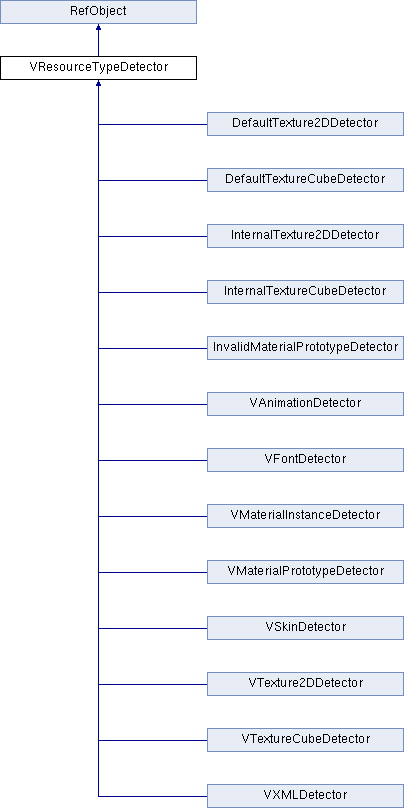 RefObject
VResourceTypeDetector
DefaultTexture2DDetector
DefaultTextureCubeDetector
InternalTexture2DDetector
InternalTextureCubeDetector
InvalidMaterialPrototypeDetector
VAnimationDetector
VFontDetector
VMaterialInstanceDetector
VMaterialPrototypeDetector
VSkinDetector
VTexture2DDetector
VTextureCubeDetector
VXMLDetector